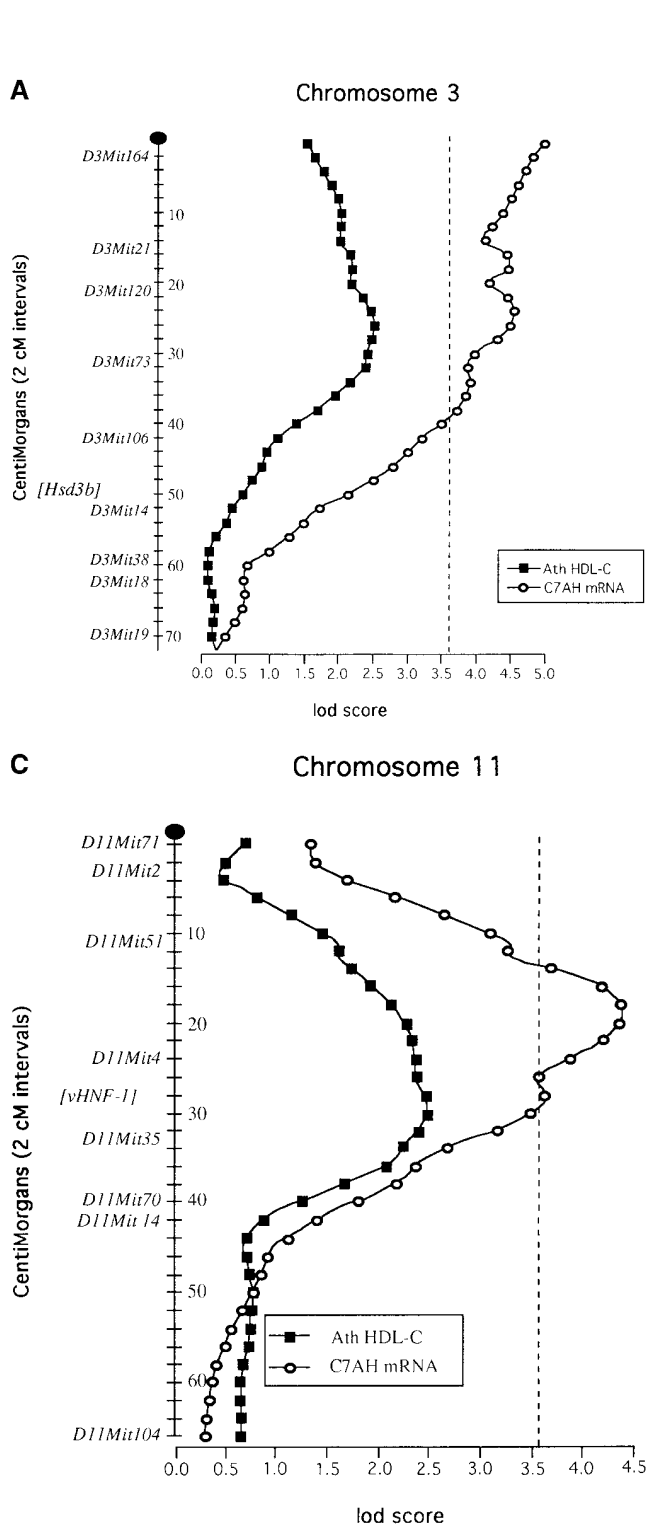 A
Chromosome 3
CentiMorgans (2 cM intervals)
D3Mit164
10
D3Mit21
20
D3Mit120
30
D3Mit73
40
D3Mit106
[Hsd3b]
50
D3Mit14
D3Mit38
60
D3Mit18
D3Mit19
70
Ath HDL-C
C7AH mRNA
0.0 0.5 1.0 1.5 2.0 2.5 3.0 3.5 4.0 4.5 5.0
lod score
C
Chromosome 11
CentiMorgans (2 cM intervals)
D11Mit71
D11Mit2
10
D11Mit51
20
D11Mit4
[vHNF-1]
30
D11Mit35
D11Mit70
40
D11Mit 14
50
Ath HDL-C
C7AH mRNA
60
D11Mit104
0.0 0.5 1.0 1.5 2.0 2.5 3.0 3.5 4.0 4.5
lod score